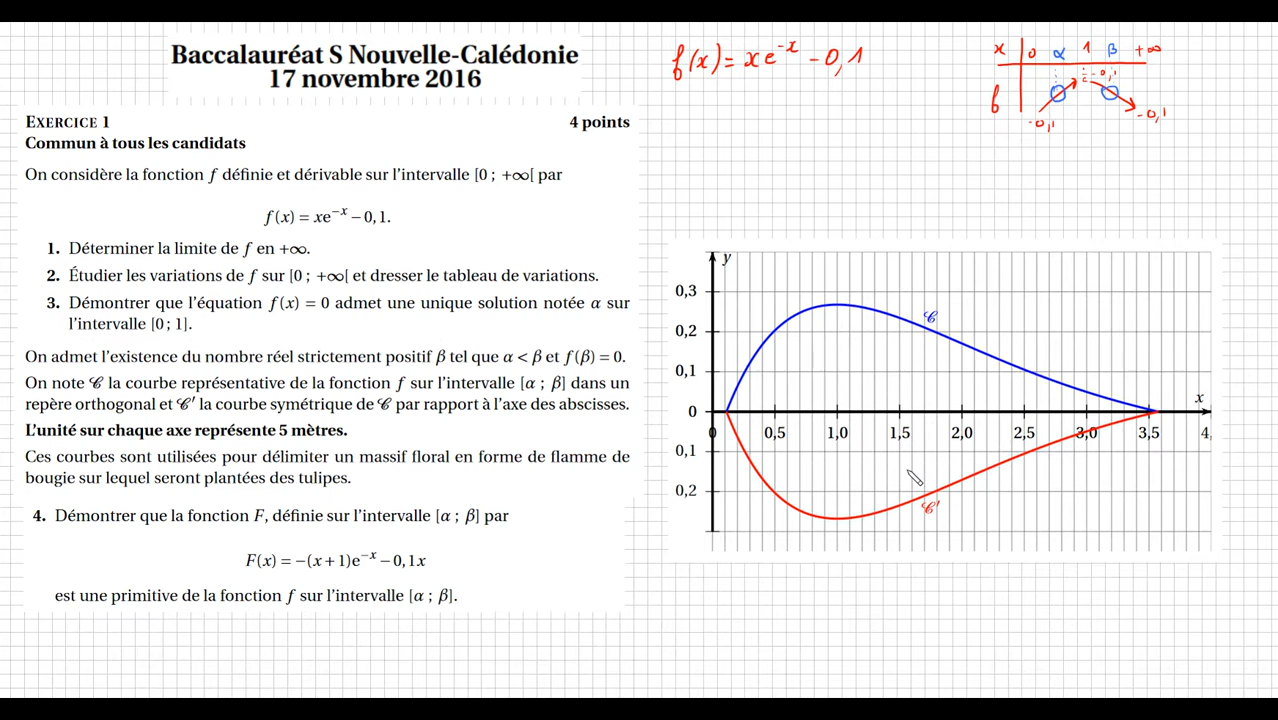 Baccalauréat S Nouvelle-Calédonie
17 novembre 2016
EXERCICE 1 4 points
Commun à tous les candidats
On considère la fonction f définie et dérivable sur l'intervalle [0 ; +∞[ par
f(x) = xe^{-x} − 0,1.
1. Déterminer la limite de f en +∞.
2. Étudier les variations de f sur [0 ; +∞[ et dresser le tableau de variations.
3. Démontrer que l'équation f(x) = 0 admet une unique solution notée α sur
l'intervalle [0 ; 1].
On admet l'existence du nombre réel strictement positif β tel que α < β et f(β) = 0.
On note 𝒞 la courbe représentative de la fonction f sur l'intervalle [α ; β] dans un
repère orthogonal et 𝒞′ la courbe symétrique de 𝒞 par rapport à l'axe des abscisses.
L'unité sur chaque axe représente 5 mètres.
Ces courbes sont utilisées pour délimiter un massif floral en forme de flamme de
bougie sur lequel seront plantées des tulipes.
4. Démontrer que la fonction F, définie sur l'intervalle [α ; β] par
F(x) = −(x + 1)e^{-x} − 0,1x
est une primitive de la fonction f sur l'intervalle [α ; β].
f(x) = xe^{-x} − 0,1
x 0 α 1 β +∞
f
-0,1
-0,1
y
0,3
0,2
0,1
0
0,1
0,2
𝒞
𝒞′
x
0 0,5 1,0 1,5 2,0 2,5 3,0 3,5 4,